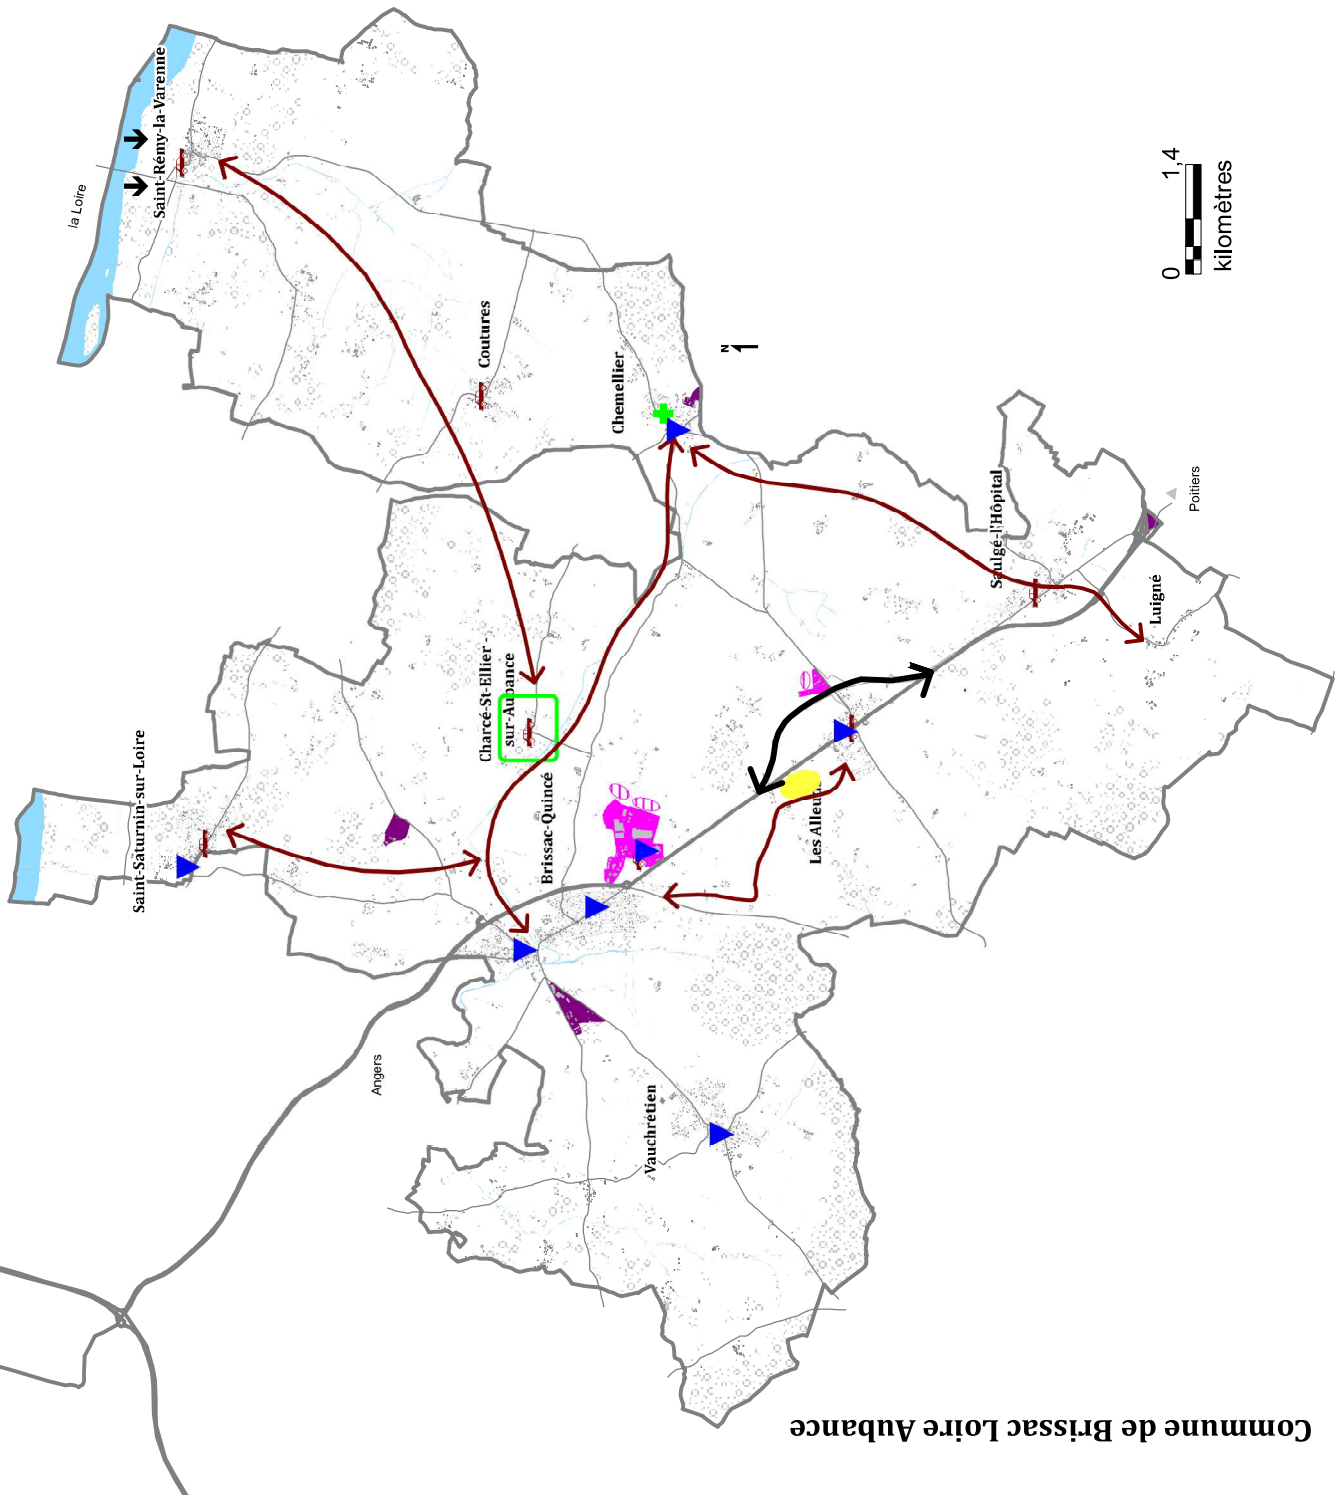 la Loire
Saint-Rémy-la-Varenne
0 1,4
kilomètres
Coutures
Chemellier
N
Saulgé-l'Hôpital
Poitiers
Luigné
Charcé-St-Ellier -
sur-Aubance
Saint-Saturnin-sur-Loire
Brissac-Quincé
Les Alleuds
Angers
Vauchrétien
Commune de Brissac Loire Aubance